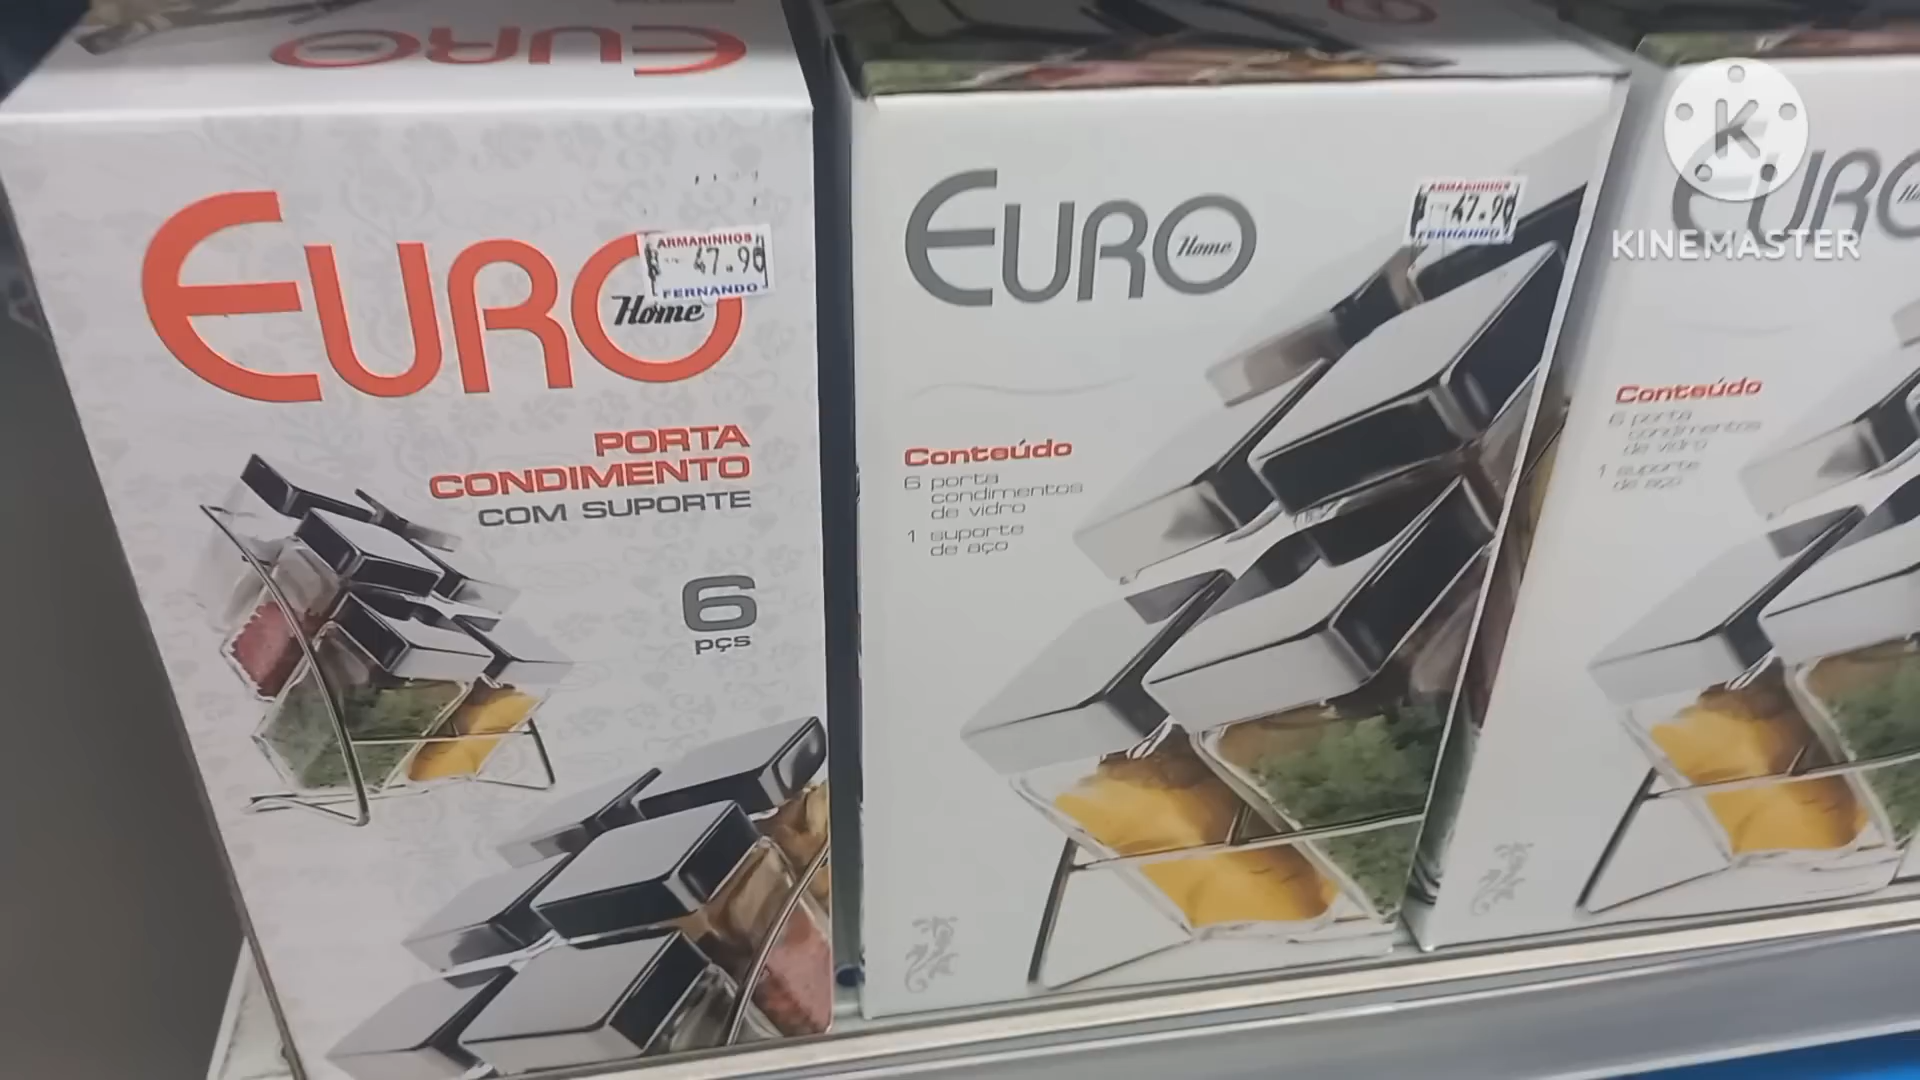 EURO
EURO
Home
ARMARINHOS
47.90
FERNANDO
PORTA
CONDIMENTO
COM SUPORTE
6
pçs
EURO
Home
ARMARINHOS
47.90
FERNANDO
Conteúdo
6 porta
condimentos
de vidro
1 suporte
de aço
K
KINEMASTER
EURO
Conteúdo
6 porta
condimentos
de vidro
1 suporte
de aço